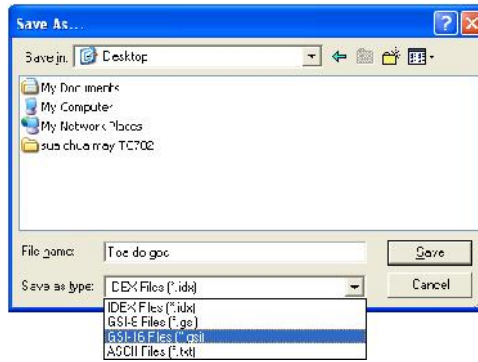 Save As...
Save in: Desktop
My Documents
My Computer
My Network Places
sua chua may TC702
File name: Toa do goc
Save
Save as type: IDEX Files (*.idx)
Cancel
IDEX Files (*.idx)
GSI-8 Files (*.gsi)
GSI-16 Files (*.gsi)
ASCII Files (*.txt)